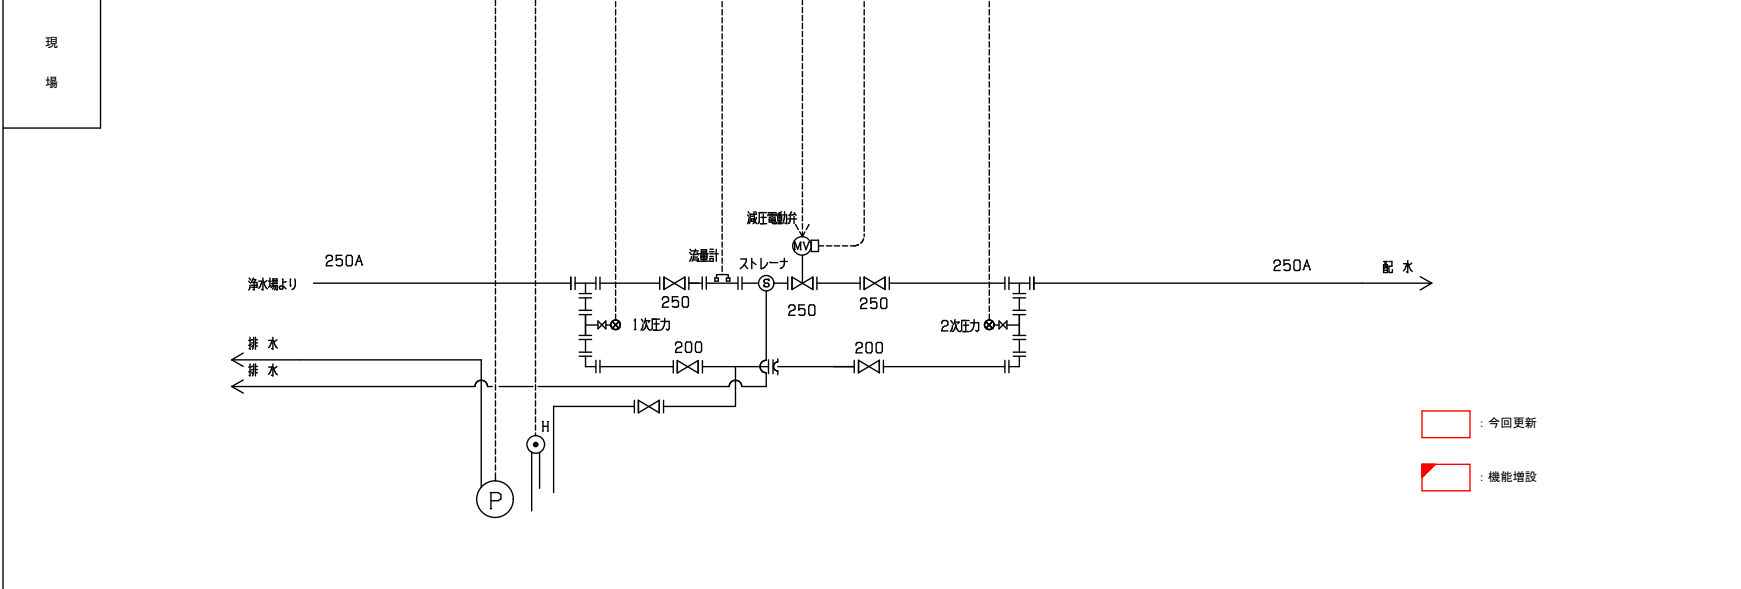 現
場
減圧電動弁
MV
流量計
ストレーナ
250A
250A
配 水
浄水場より
S
250
250
250
1次圧力
2次圧力
排 水
200
200
排 水
H
P
: 今回更新
: 機能増設